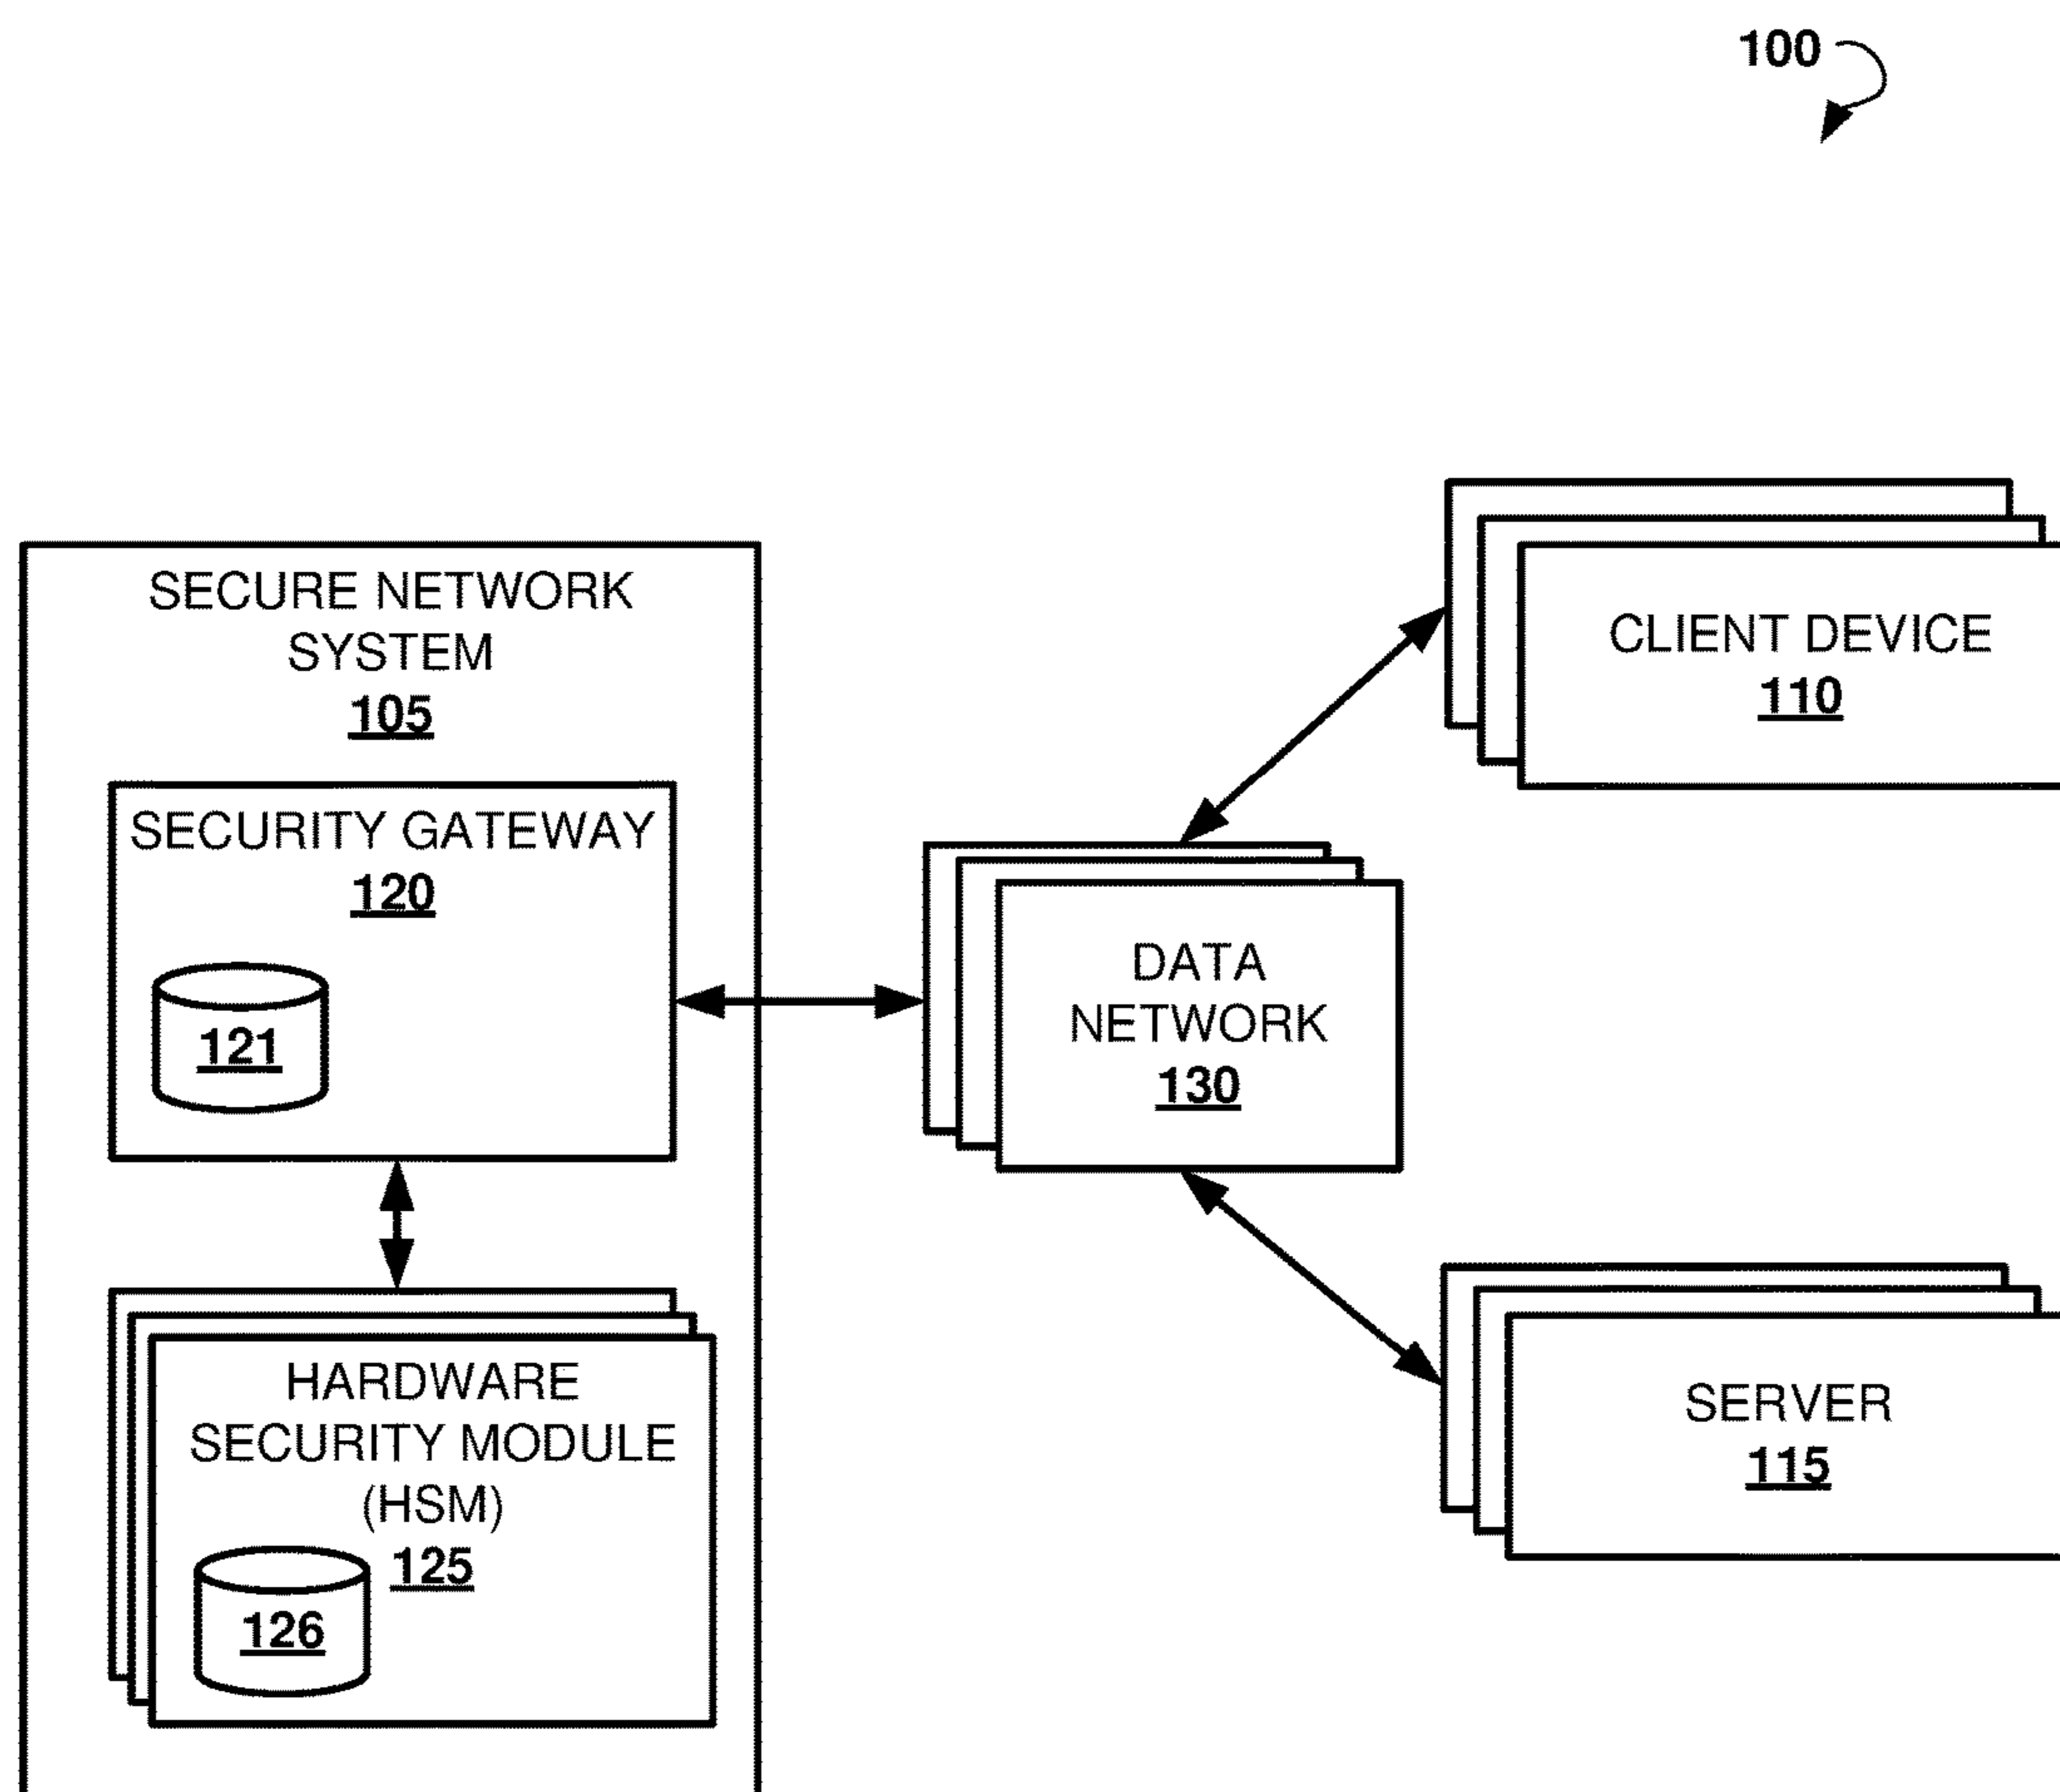 100
SECURE NETWORK
SYSTEM
105
SECURITY GATEWAY
120
121
HARDWARE
SECURITY MODULE
(HSM)
125
126
DATA
NETWORK
130
CLIENT DEVICE
110
SERVER
115